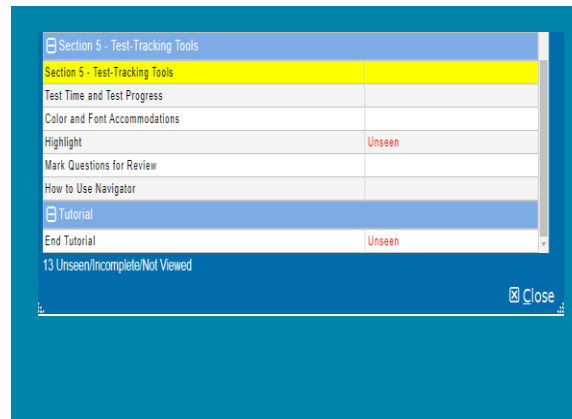 Section 5 - Test-Tracking Tools
Section 5 - Test-Tracking Tools
Test Time and Test Progress
Color and Font Accommodations
Highlight Unseen
Mark Questions for Review
How to Use Navigator
Tutorial
End Tutorial Unseen
13 Unseen/Incomplete/Not Viewed
Close